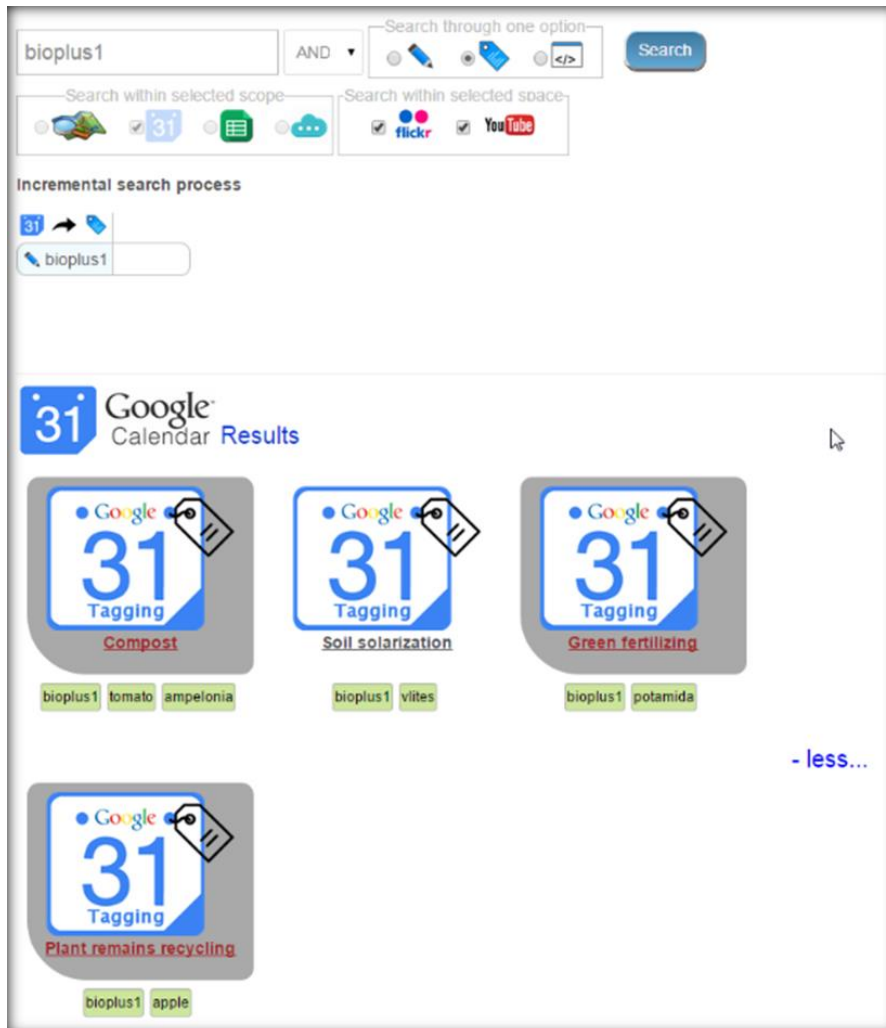 Search through one option
bioplus1 AND </> Search
Search within selected scope Search within selected space
31 flickr YouTube
Incremental search process
31
bioplus1
31 Google
Calendar Results
Google Google Google
31 31 31
Tagging Tagging Tagging
Compost Soil solarization Green fertilizing
bioplus1 tomato ampelonia bioplus1 vlites bioplus1 potamida
- less...
Google
31
Tagging
Plant remains recycling
bioplus1 apple